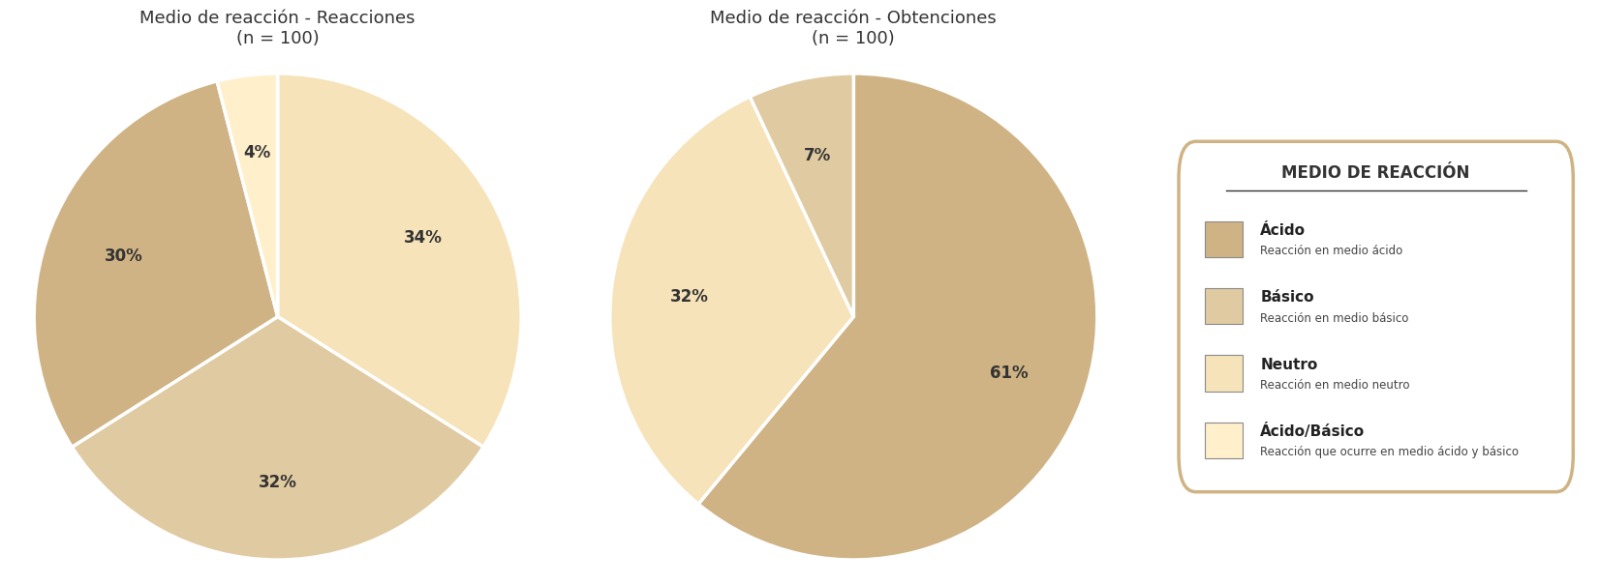 Medio de reacción - Reacciones
(n = 100)
4%
34%
30%
32%
Medio de reacción - Obtenciones
(n = 100)
7%
32%
61%
MEDIO DE REACCIÓN
Ácido
Reacción en medio ácido
Básico
Reacción en medio básico
Neutro
Reacción en medio neutro
Ácido/Básico
Reacción que ocurre en medio ácido y básico